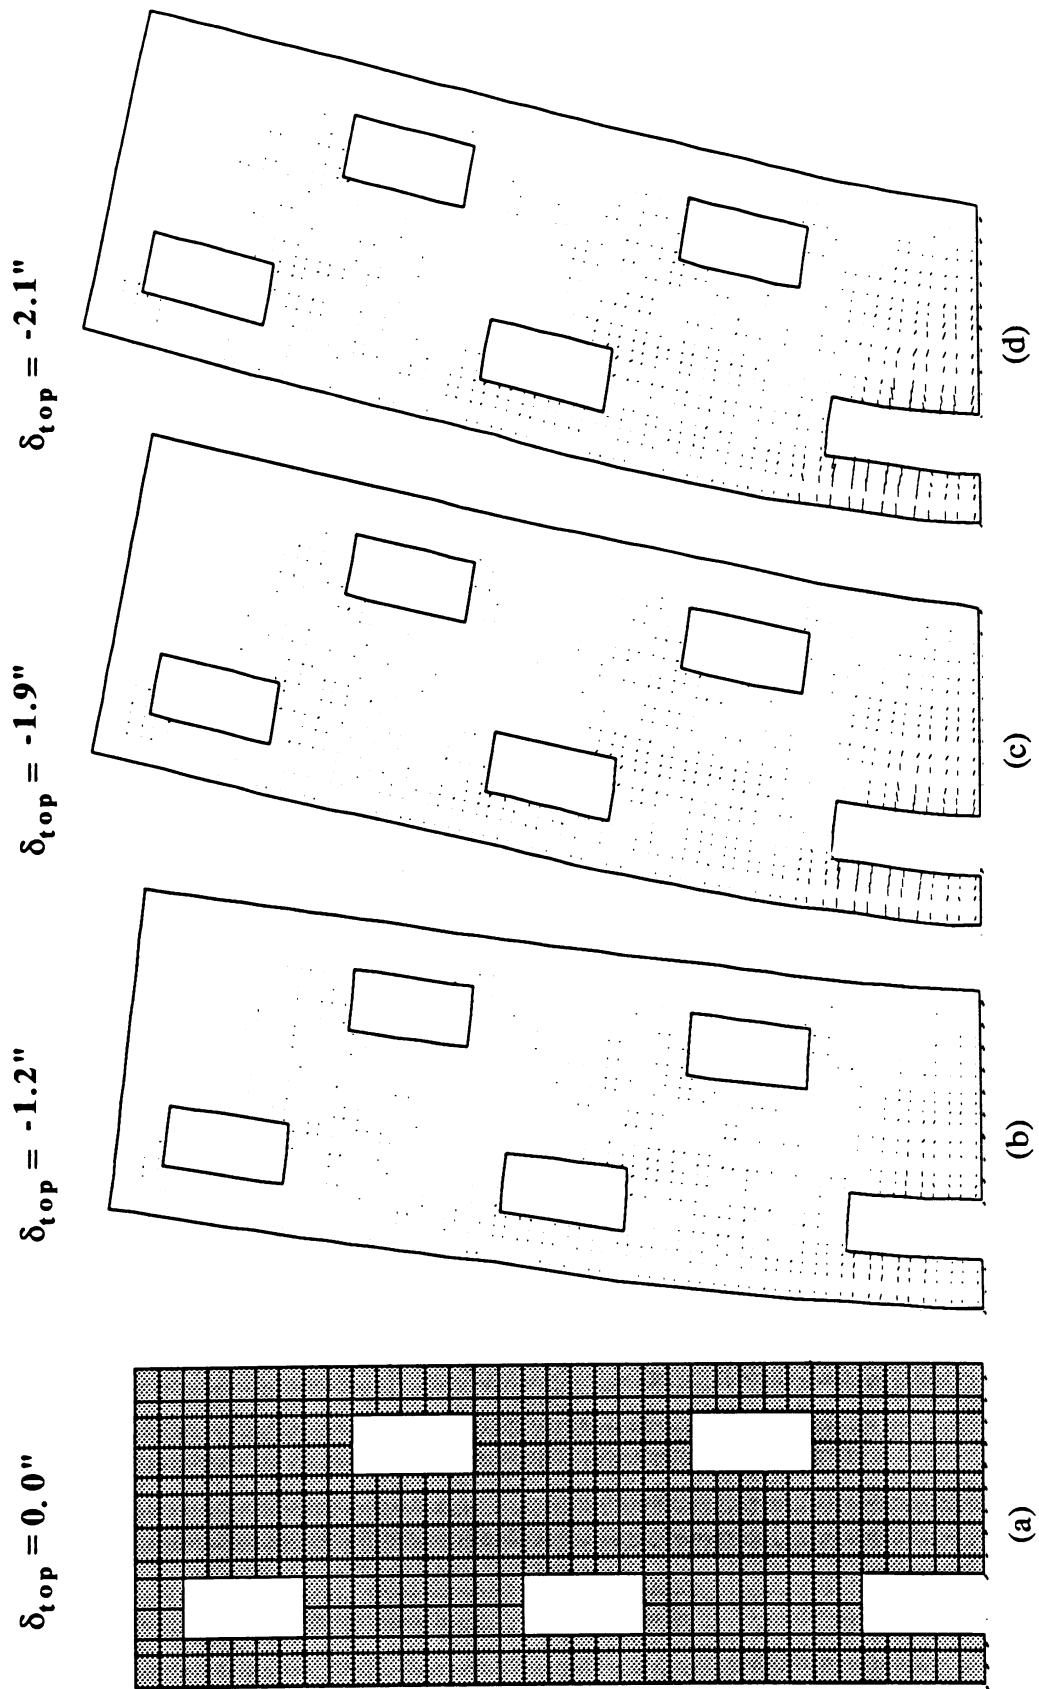 δtop = 0.0"
δtop = -1.2"
δtop = -1.9"
δtop = -2.1"
(a)
(b)
(c)
(d)